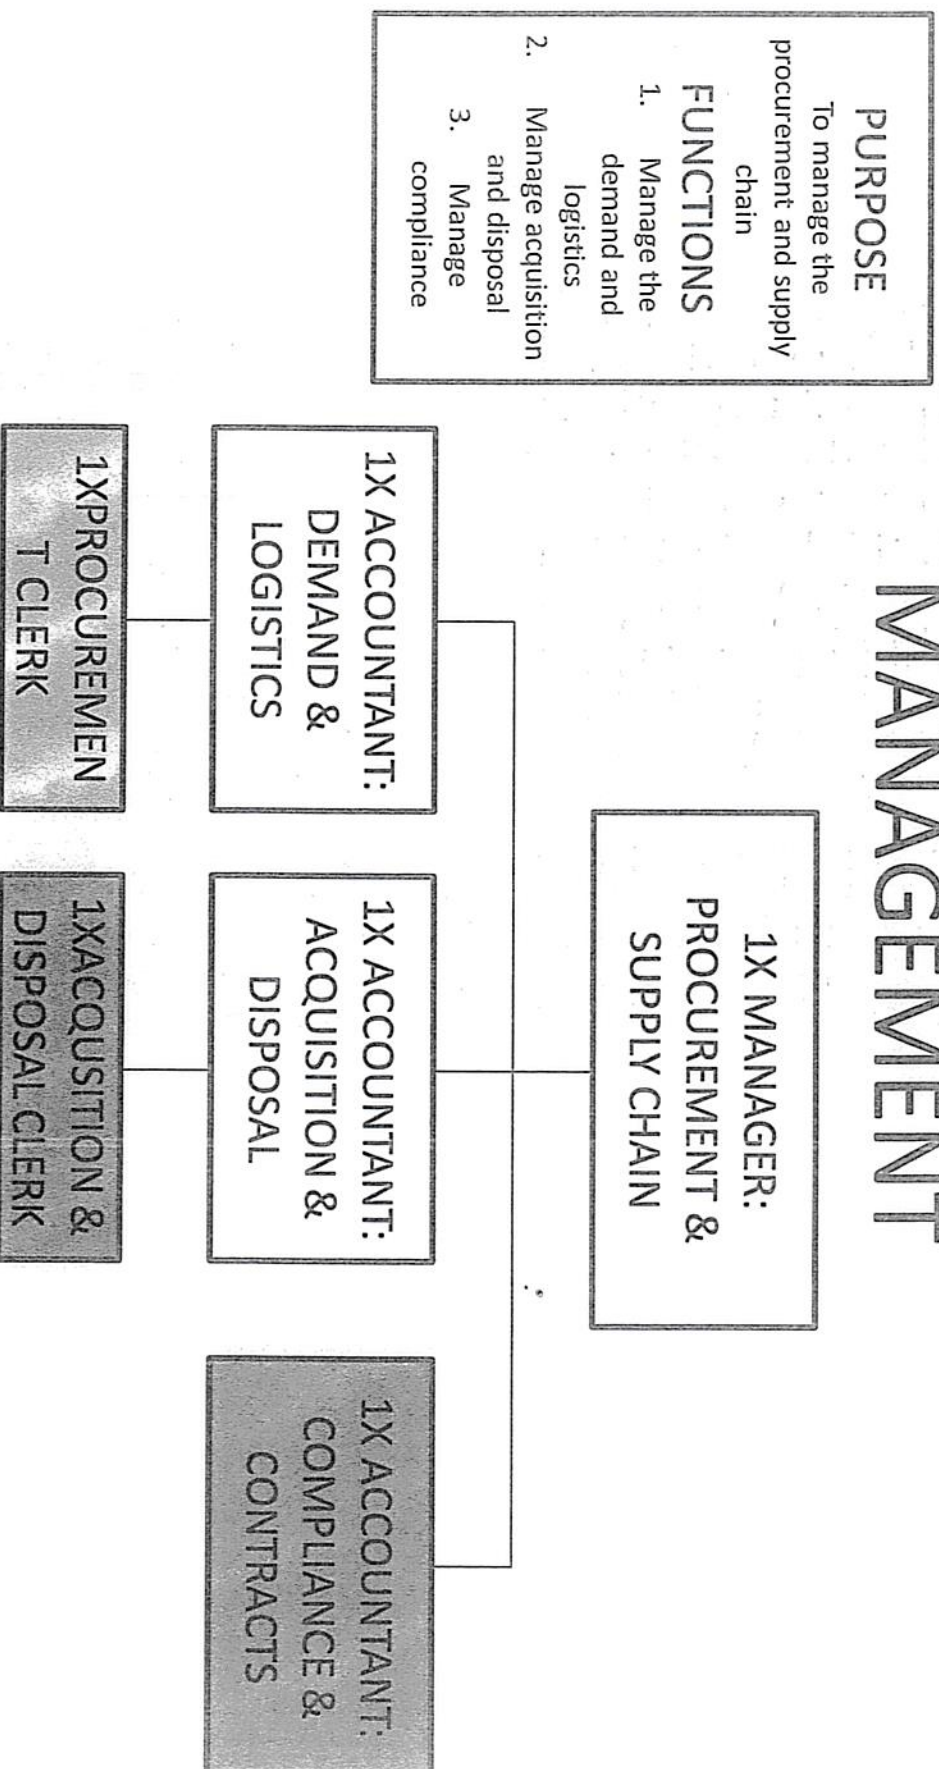 MANAGEMENT
PURPOSE
To manage the
procurement and supply
chain
FUNCTIONS
1. Manage the
demand and
logistics
2. Manage acquisition
and disposal
3. Manage
compliance
1X MANAGER:
PROCUREMENT &
SUPPLY CHAIN
1X ACCOUNTANT:
DEMAND &
LOGISTICS
1X ACCOUNTANT:
ACQUISITION &
DISPOSAL
1X ACCOUNTANT:
COMPLIANCE &
CONTRACTS
1XPROCUREMEN
T CLERK
1XACQUSITION &
DISPOSAL CLERK